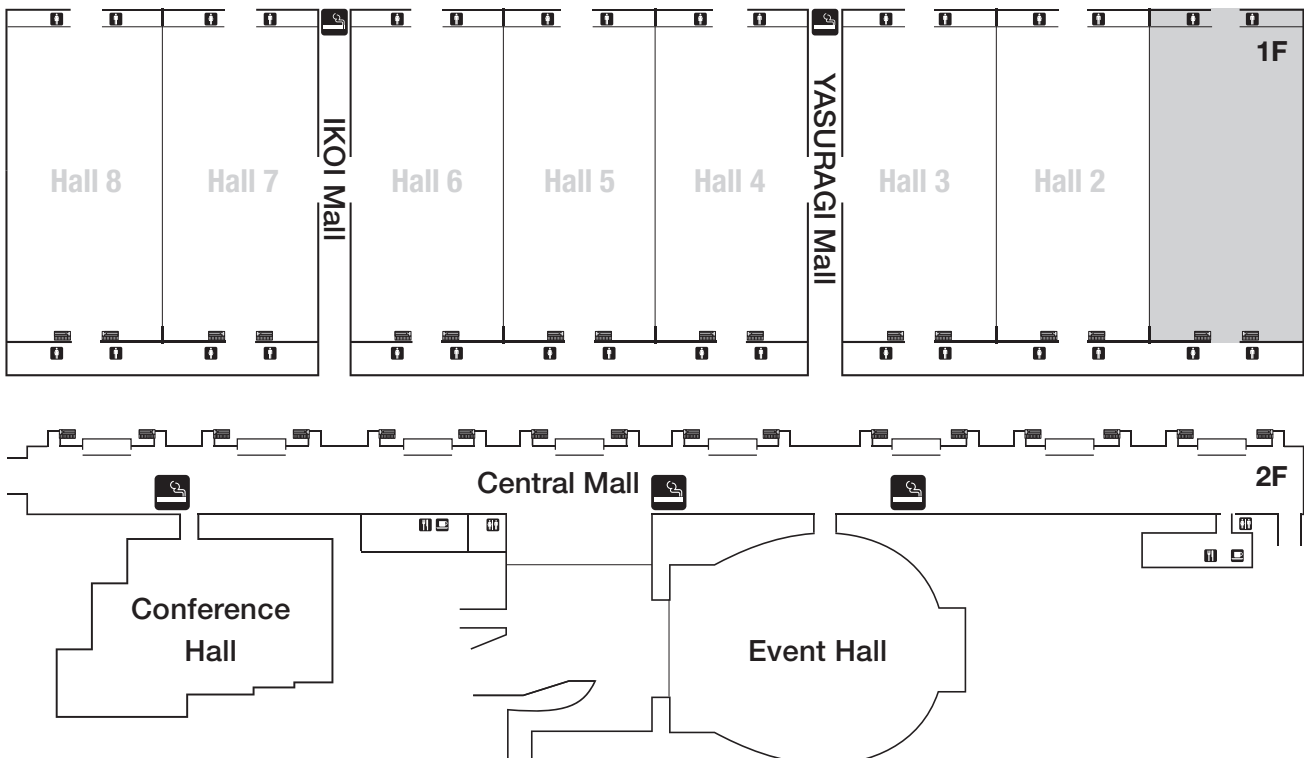 1F
IKOI Mall
YASURAGI Mall
Hall 8
Hall 7
Hall 6
Hall 5
Hall 4
Hall 3
Hall 2
Central Mall
2F
Conference
Hall
Event Hall